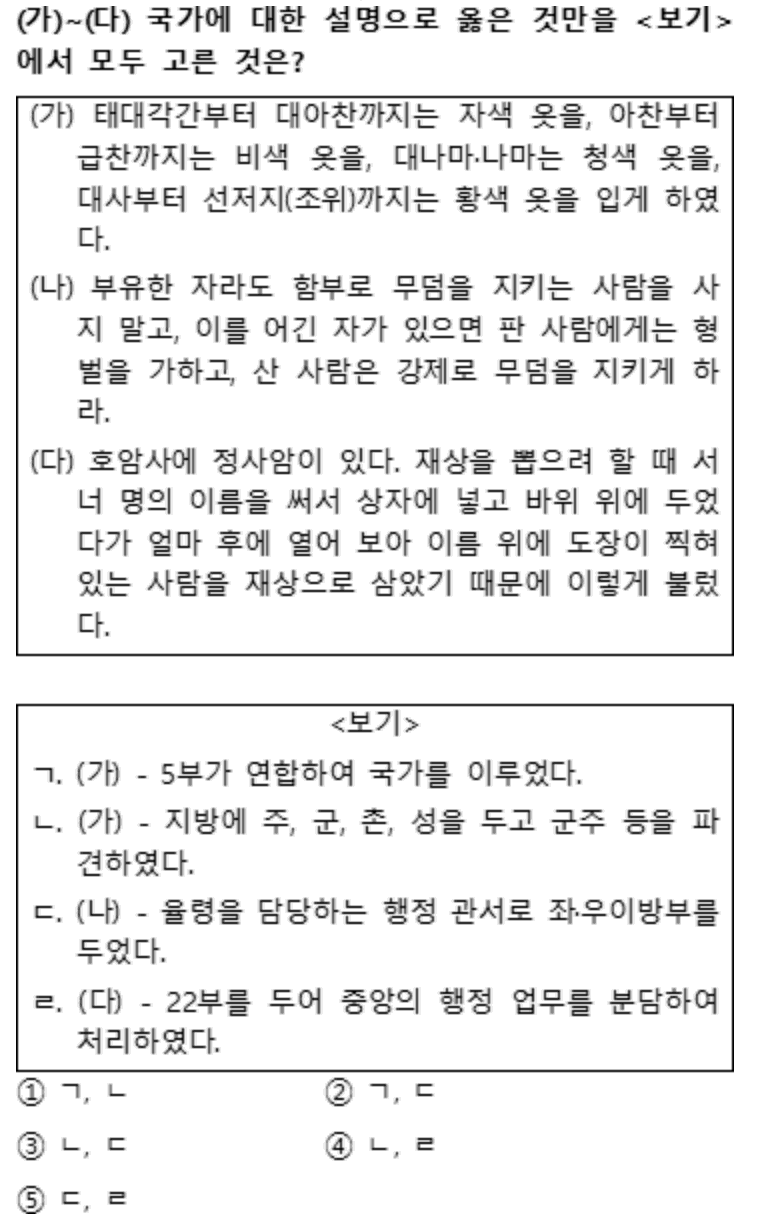 (가)~(다) 국가에 대한 설명으로 옳은 것만을 <보기>
에서 모두 고른 것은?
(가) 태대각간부터 대아찬까지는 자색 옷을, 아찬부터
급찬까지는 비색 옷을, 대나마·나마는 청색 옷을,
대사부터 선저지(조위)까지는 황색 옷을 입게 하였
다.
(나) 부유한 자라도 함부로 무덤을 지키는 사람을 사
지 말고, 이를 어긴 자가 있으면 판 사람에게는 형
벌을 가하고, 산 사람은 강제로 무덤을 지키게 하
라.
(다) 호암사에 정사암이 있다. 재상을 뽑으려 할 때 서
너 명의 이름을 써서 상자에 넣고 바위 위에 두었
다가 얼마 후에 열어 보아 이름 위에 도장이 찍혀
있는 사람을 재상으로 삼았기 때문에 이렇게 불렀
다.
<보기>
ㄱ. (가) - 5부가 연합하여 국가를 이루었다.
ㄴ. (가) - 지방에 주, 군, 촌, 성을 두고 군주 등을 파
견하였다.
ㄷ. (나) - 율령을 담당하는 행정 관서로 좌·우이방부를
두었다.
ㄹ. (다) - 22부를 두어 중앙의 행정 업무를 분담하여
처리하였다.
① ㄱ, ㄴ ② ㄱ, ㄷ
③ ㄴ, ㄷ ④ ㄴ, ㄹ
⑤ ㄷ, ㄹ